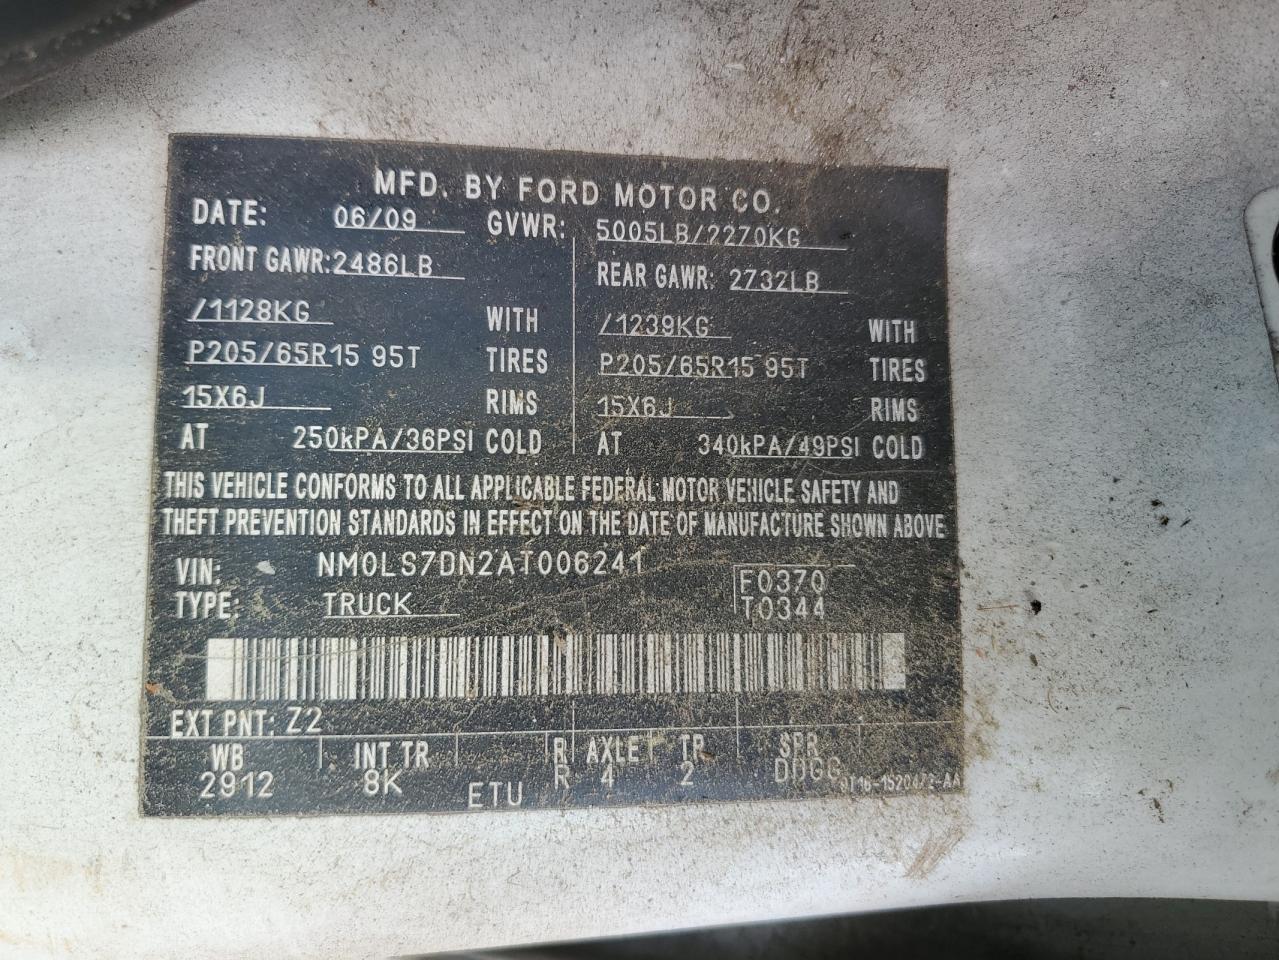 MFD. BY FORD MOTOR CO.
DATE: 06/09 GVWR: 5005LB/2270KG
FRONT GAWR: 2486LB REAR GAWR: 2732LB
/1128KG WITH /1239KG WITH
P205/65R15 95T TIRES P205/65R15 95T TIRES
15X6J RIMS 15X6J RIMS
AT 250kPA/36PSI COLD AT 340kPA/49PSI COLD
THIS VEHICLE CONFORMS TO ALL APPLICABLE FEDERAL MOTOR VEHICLE SAFETY AND
THEFT PREVENTION STANDARDS IN EFFECT ON THE DATE OF MANUFACTURE SHOWN ABOVE
VIN: NM0LS7DN2AT006241 F0370
TYPE: TRUCK T0344
EXT PNT: Z2
WB INT TR R AXLE TR SPR
2912 8K ETU R 4 2 DDGG